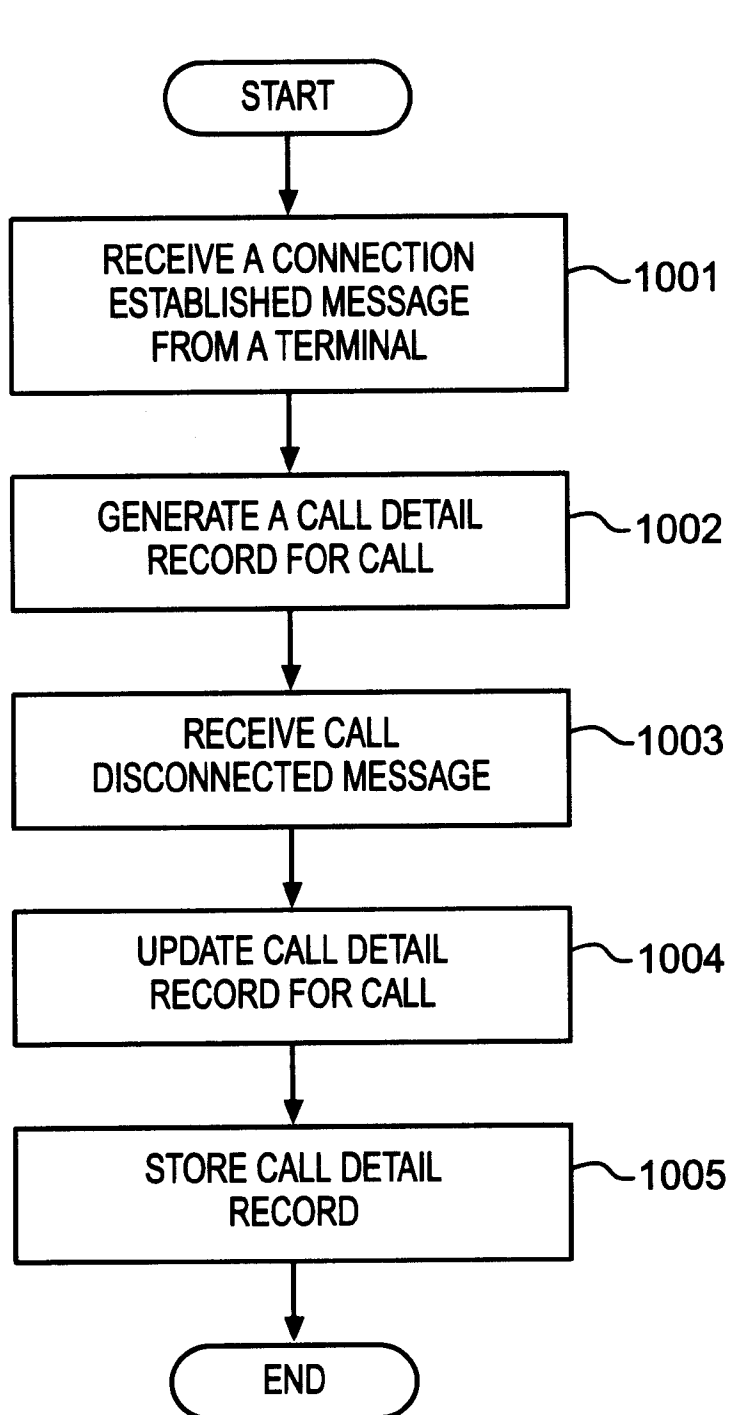 START
RECEIVE A CONNECTION
ESTABLISHED MESSAGE
FROM A TERMINAL
1001
GENERATE A CALL DETAIL
RECORD FOR CALL
1002
RECEIVE CALL
DISCONNECTED MESSAGE
1003
UPDATE CALL DETAIL
RECORD FOR CALL
1004
STORE CALL DETAIL
RECORD
1005
END